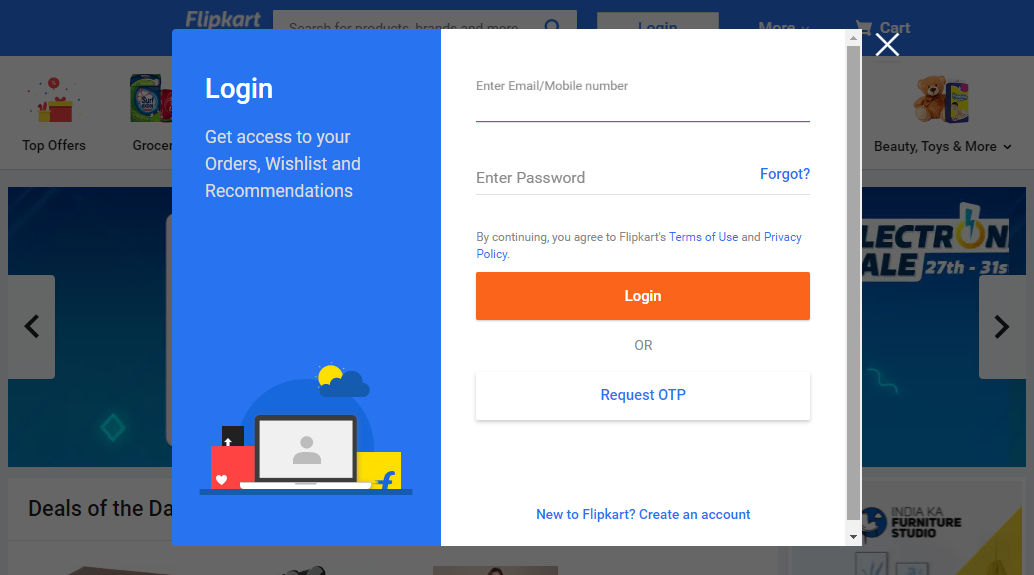 Flipkart
Search for products, brands and more
Login
More
Cart
Login
Get access to your
Orders, Wishlist and
Recommendations
Enter Email/Mobile number
Enter Password
Forgot?
By continuing, you agree to Flipkart's Terms of Use and Privacy
Policy.
Login
OR
Request OTP
New to Flipkart? Create an account
Top Offers
Grocer
Beauty, Toys & More
Surf
LECTRON
ALE 27th - 31s
Deals of the Da
INDIA KA
FURNITURE
STUDIO